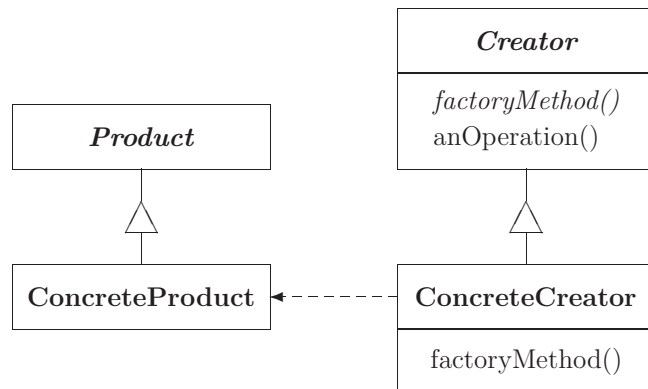 Creator
factoryMethod()
anOperation()
Product
ConcreteProduct
ConcreteCreator
factoryMethod()